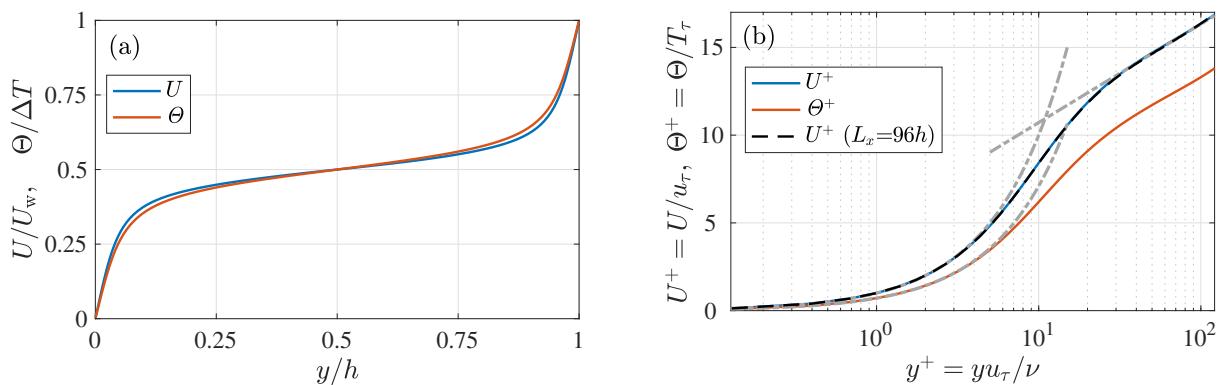 (a)
U
Θ
U/U_w, Θ/ΔT
1
0.75
0.5
0.25
0
0 0.25 0.5 0.75 1
y/h
(b)
U⁺
Θ⁺
U⁺ (Lₓ=96h)
U⁺ = U/u_τ, Θ⁺ = Θ/T_τ
15
10
5
0
10⁰ 10¹ 10²
y⁺ = yu_τ/ν